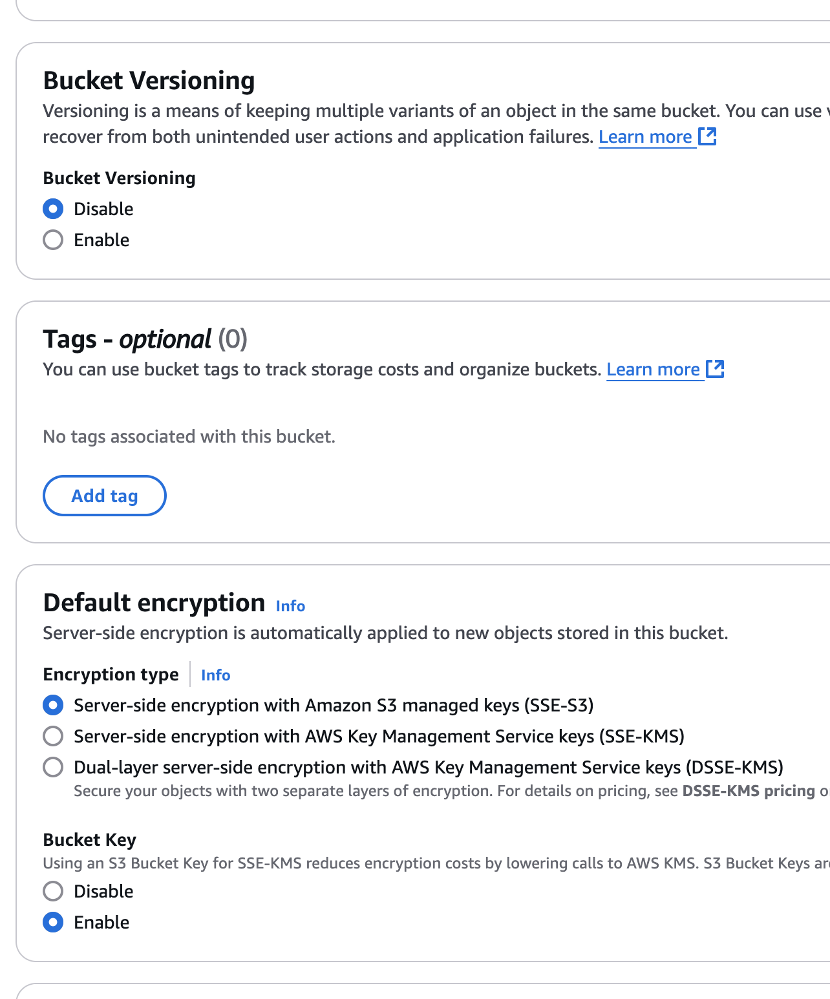 Bucket Versioning
Versioning is a means of keeping multiple variants of an object in the same bucket. You can use
recover from both unintended user actions and application failures. Learn more
Bucket Versioning
Disable
Enable
Tags - optional (0)
You can use bucket tags to track storage costs and organize buckets. Learn more
No tags associated with this bucket.
Add tag
Default encryption Info
Server-side encryption is automatically applied to new objects stored in this bucket.
Encryption type Info
Server-side encryption with Amazon S3 managed keys (SSE-S3)
Server-side encryption with AWS Key Management Service keys (SSE-KMS)
Dual-layer server-side encryption with AWS Key Management Service keys (DSSE-KMS)
Secure your objects with two separate layers of encryption. For details on pricing, see DSSE-KMS pricing
Bucket Key
Using an S3 Bucket Key for SSE-KMS reduces encryption costs by lowering calls to AWS KMS. S3 Bucket Keys
Disable
Enable